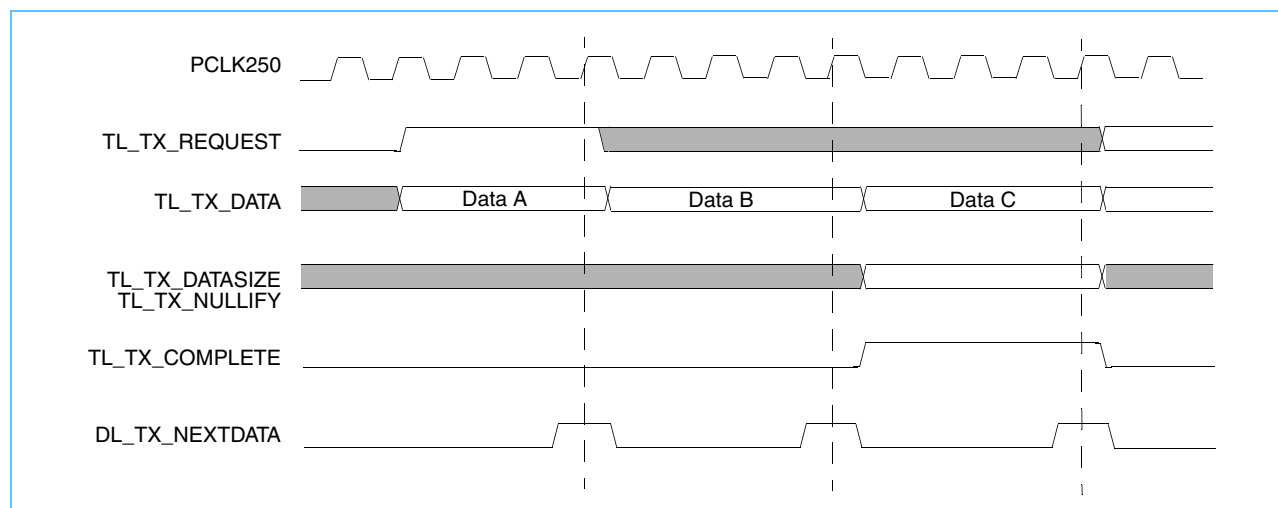 PCLK250
TL_TX_REQUEST
TL_TX_DATA
Data A
Data B
Data C
TL_TX_DATASIZE
TL_TX_NULLIFY
TL_TX_COMPLETE
DL_TX_NEXTDATA